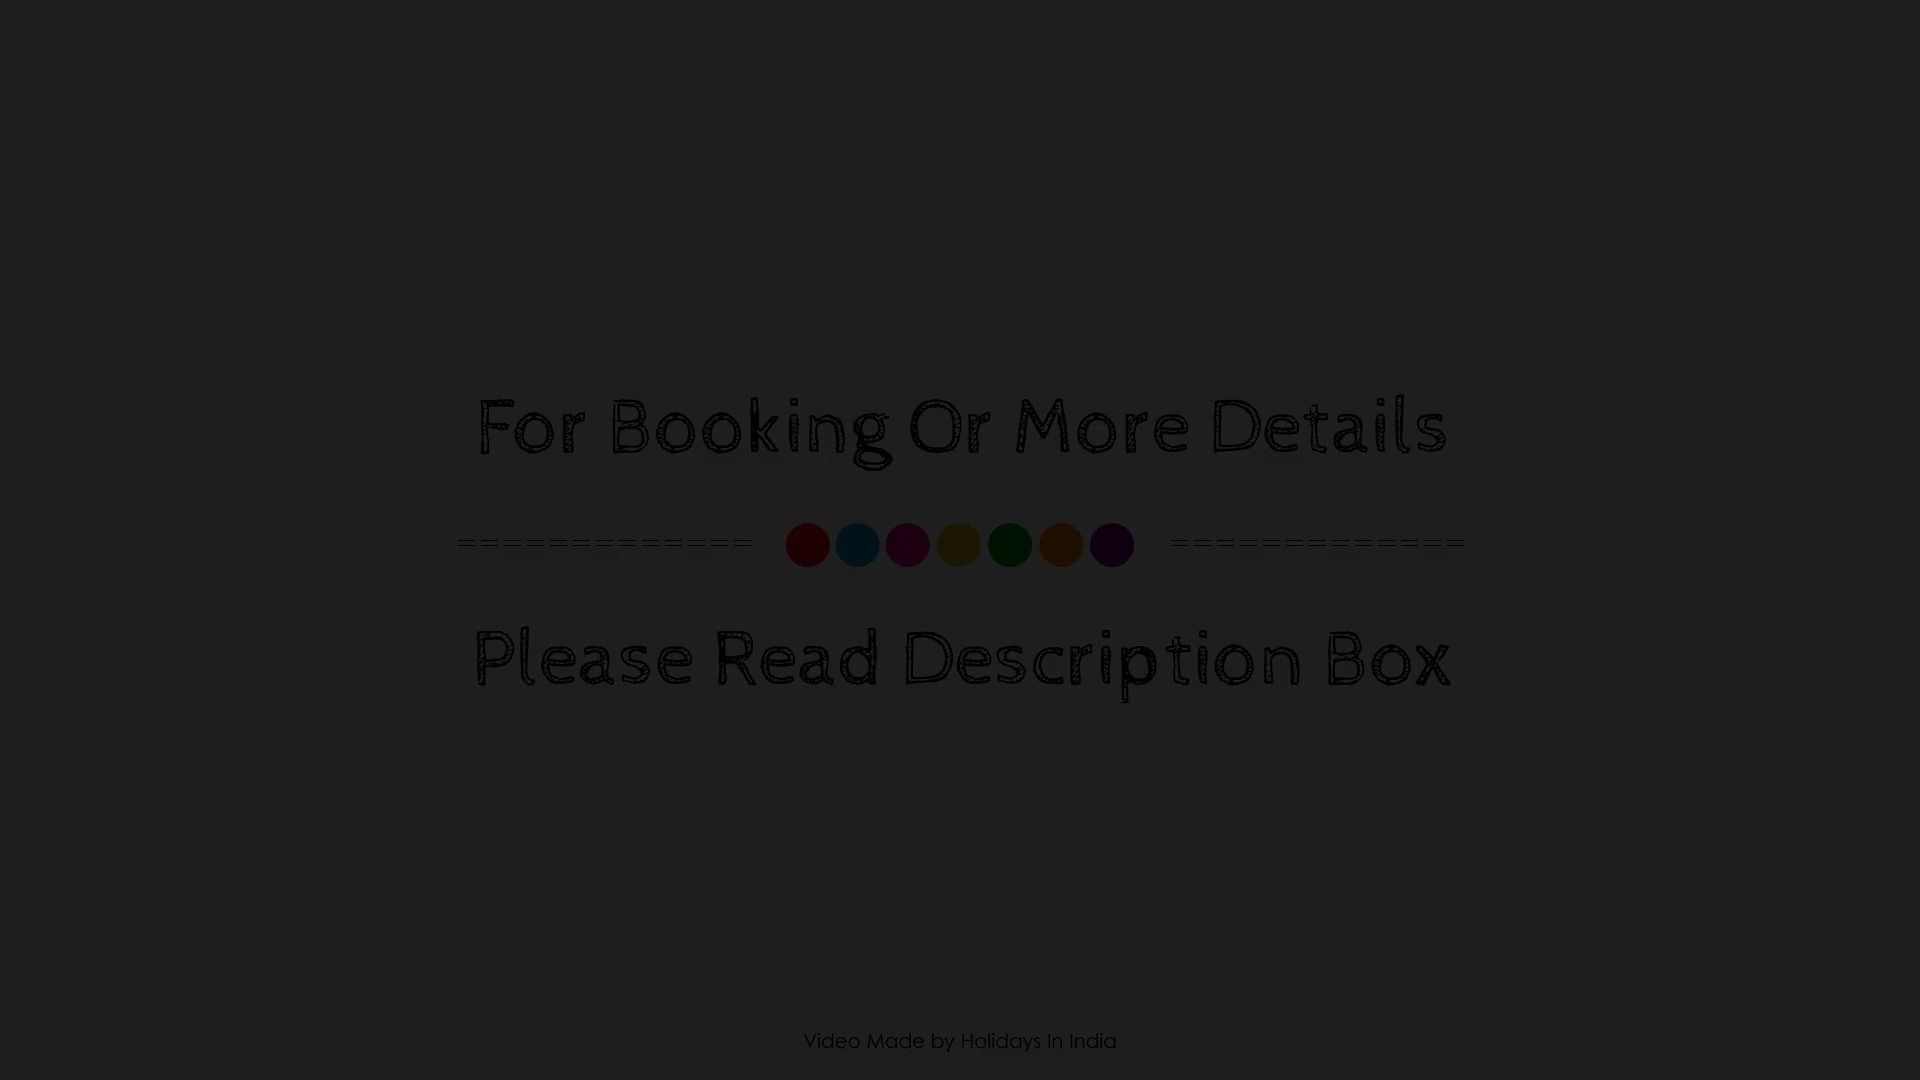 For Booking Or More Details
============= =============
Please Read Description Box
Video Made by Holidays In India